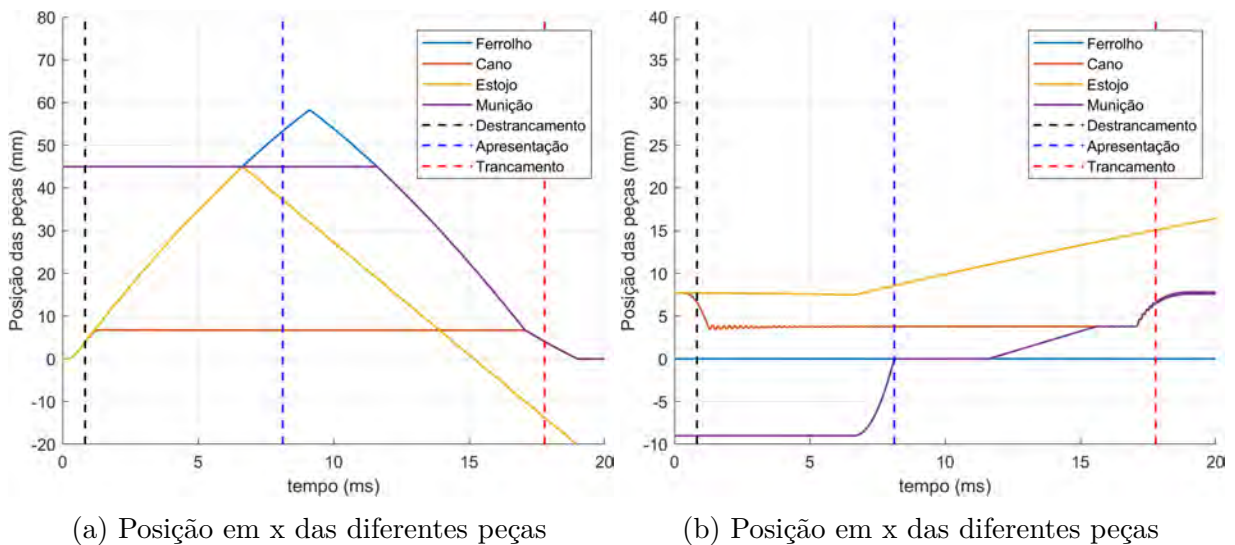 80
70
60
50
40
30
20
10
0
-10
-20
Posição das peças (mm)
0
5
10
15
20
tempo (ms)
Ferrolho
Cano
Estojo
Munição
Destrancamento
Apresentação
Trancamento
(a) Posição em x das diferentes peças
40
35
30
25
20
15
10
5
0
-5
-10
Posição das peças (mm)
0
5
10
15
20
tempo (ms)
Ferrolho
Cano
Estojo
Munição
Destrancamento
Apresentação
Trancamento
(b) Posição em x das diferentes peças